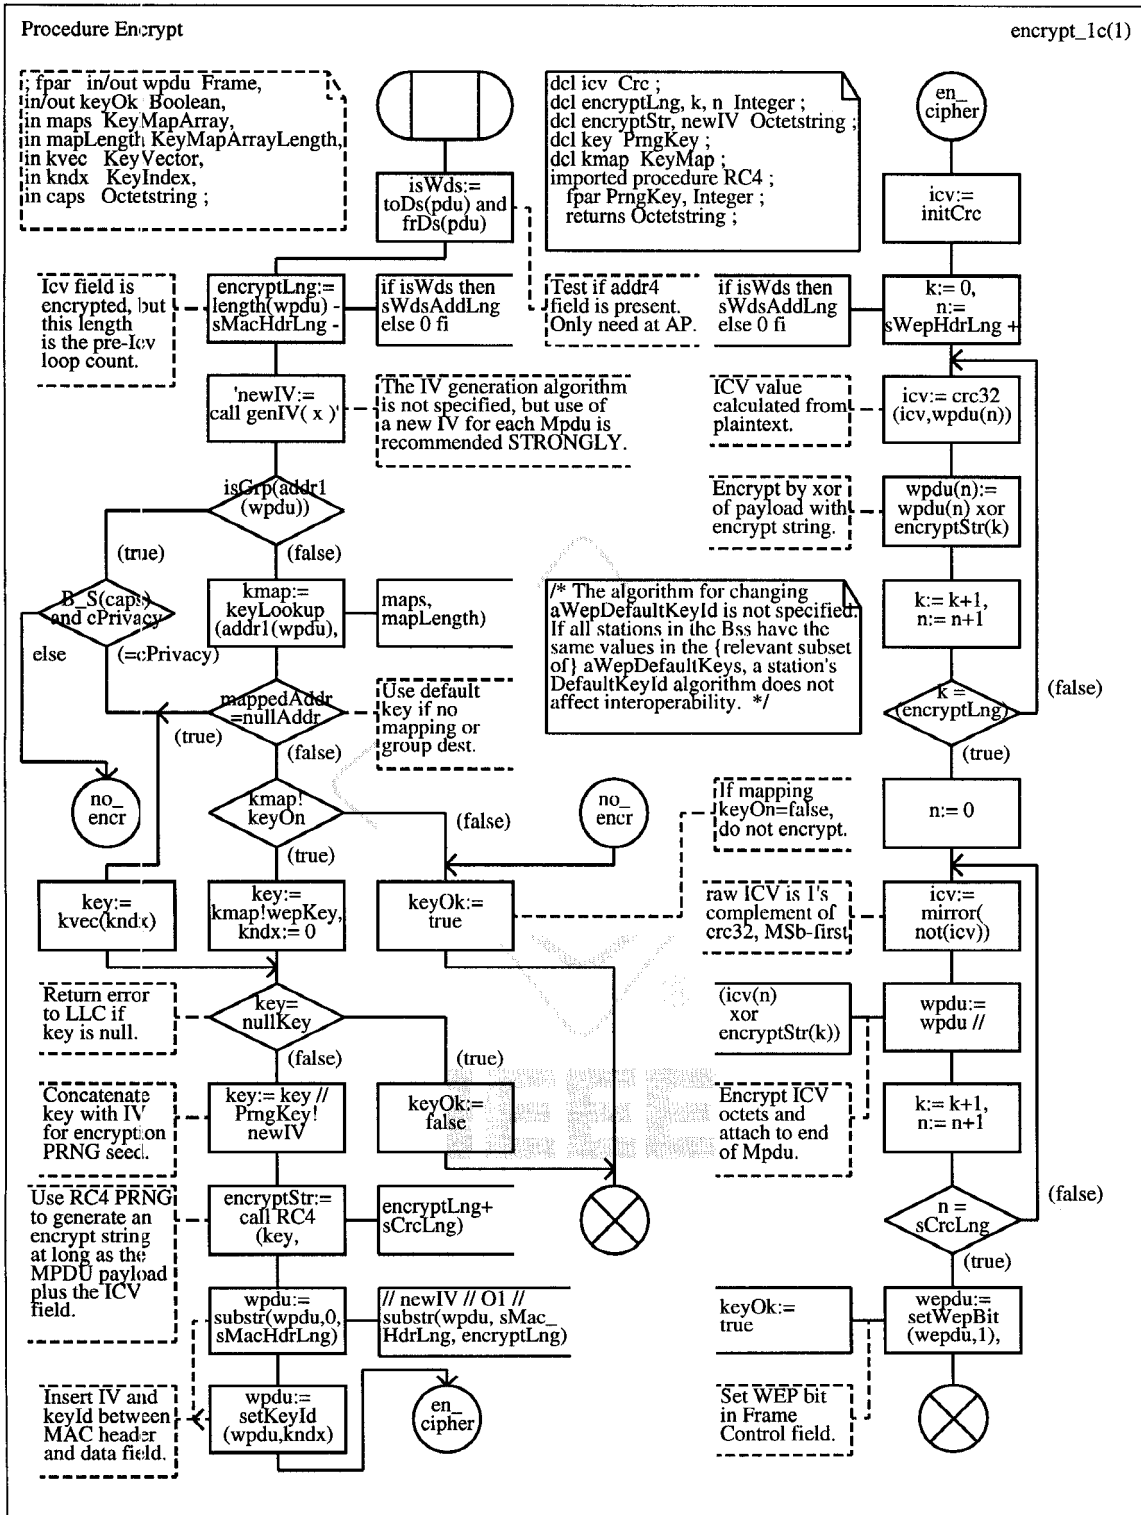 Procedure Encrypt
encrypt_1c(1)
; fpar in/out wpdu Frame,
in/out keyOk Boolean,
in maps KeyMapArray,
in mapLength KeyMapArrayLength,
in kvec KeyVector,
in kndx KeyIndex,
in caps Octetstring ;
dcl icv Crc ;
dcl encryptLng, k, n Integer ;
dcl encryptStr, newIV Octetstring ;
dcl key PrngKey ;
dcl kmap KeyMap ;
imported procedure RC4 ;
fpar PrngKey, Integer ;
returns Octetstring ;
en_
cipher
isWds:=
toDs(pdu) and
frDs(pdu)
icv:=
initCrc
Icv field is
encrypted, but
this length
is the pre-Icv
loop count.
encryptLng:=
length(wpdu) -
sMacHdrLng -
if isWds then
sWdsAddLng
else 0 fi
Test if addr4
field is present.
Only need at AP.
if isWds then
sWdsAddLng
else 0 fi
k:= 0,
n:=
sWepHdrLng +
'newIV:=
call genIV( x )'
The IV generation algorithm
is not specified, but use of
a new IV for each Mpdu is
recommended STRONGLY.
ICV value
calculated from
plaintext.
icv:= crc32
(icv,wpdu(n))
isGrp(addr1
(wpdu))
(true)
(false)
Encrypt by xor
of payload with
encrypt string.
wpdu(n):=
wpdu(n) xor
encryptStr(k)
B_S(caps)
and cPrivacy
else
(=cPrivacy)
kmap:=
keyLookup
(addr1(wpdu),
maps,
mapLength)
/* The algorithm for changing
aWepDefaultKeyId is not specified.
If all stations in the Bss have the
same values in the {relevant subset
of} aWepDefaultKeys, a station's
DefaultKeyId algorithm does not
affect interoperability. */
k:= k+1,
n:= n+1
mappedAddr
=nullAddr
(true)
(false)
Use default
key if no
mapping or
group dest.
k =
(encryptLng)
(false)
(true)
no_
encr
kmap!
keyOn
(false)
(true)
no_
encr
If mapping
keyOn=false,
do not encrypt.
n:= 0
key:=
kvec(kndx)
key:=
kmap!wepKey,
kndx:= 0
keyOk:=
true
raw ICV is 1's
complement of
crc32, MSb-first
icv:=
mirror(
not(icv))
Return error
to LLC if
key is null.
key=
nullKey
(false)
(true)
(icv(n)
xor
encryptStr(k))
wpdu:=
wpdu //
Concatenate
key with IV
for encryption
PRNG seed.
key:= key //
PrngKey!
newIV
keyOk:=
false
Encrypt ICV
octets and
attach to end
of Mpdu.
k:= k+1,
n:= n+1
Use RC4 PRNG
to generate an
encrypt string
at long as the
MPDU payload
plus the ICV
field.
encryptStr:=
call RC4
(key,
encryptLng+
sCrcLng)
n =
sCrcLng
(false)
(true)
wpdu:=
substr(wpdu,0,
sMacHdrLng)
// newIV // O1 //
substr(wpdu, sMac_
HdrLng, encryptLng)
keyOk:=
true
wepdu:=
setWepBit
(wepdu,1),
Insert IV and
keyId between
MAC header
and data field.
wpdu:=
setKeyId
(wpdu,kndx)
en_
cipher
Set WEP bit
in Frame
Control field.
IEEE
®